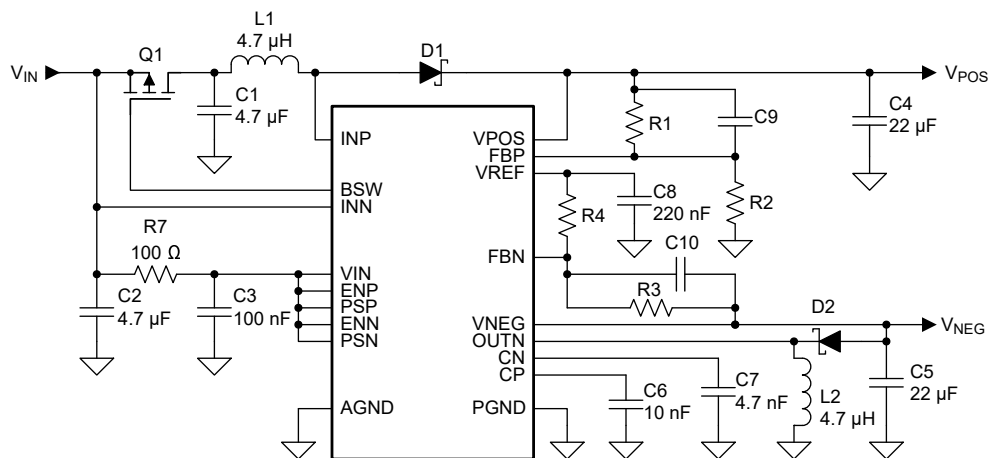 L1
4.7 µH
D1
Q1
V_IN
V_POS
C1
4.7 µF
C4
22 µF
R1
C9
INP
VPOS
FBP
VREF
BSW
INN
C8
220 nF
R2
R4
R7
100 Ω
C10
FBN
VIN
ENP
PSP
ENN
PSN
C2
4.7 µF
C3
100 nF
R3
D2
VNEG
OUTN
CN
CP
V_NEG
C5
22 µF
C6
10 nF
C7
4.7 nF
L2
4.7 µH
AGND
PGND